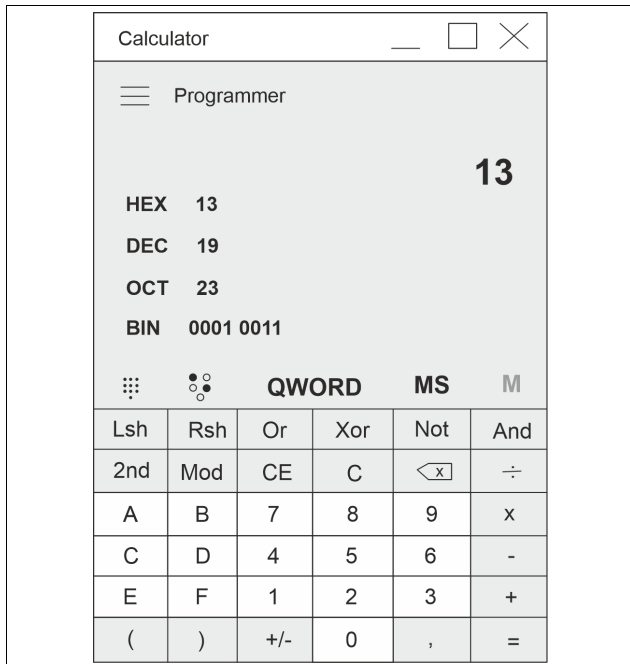 Calculator
Programmer
13
HEX 13
DEC 19
OCT 23
BIN 0001 0011
QWORD MS M
Lsh Rsh Or Xor Not And
2nd Mod CE C x ÷
A B 7 8 9 x
C D 4 5 6 -
E F 1 2 3 +
( ) +/- 0 , =